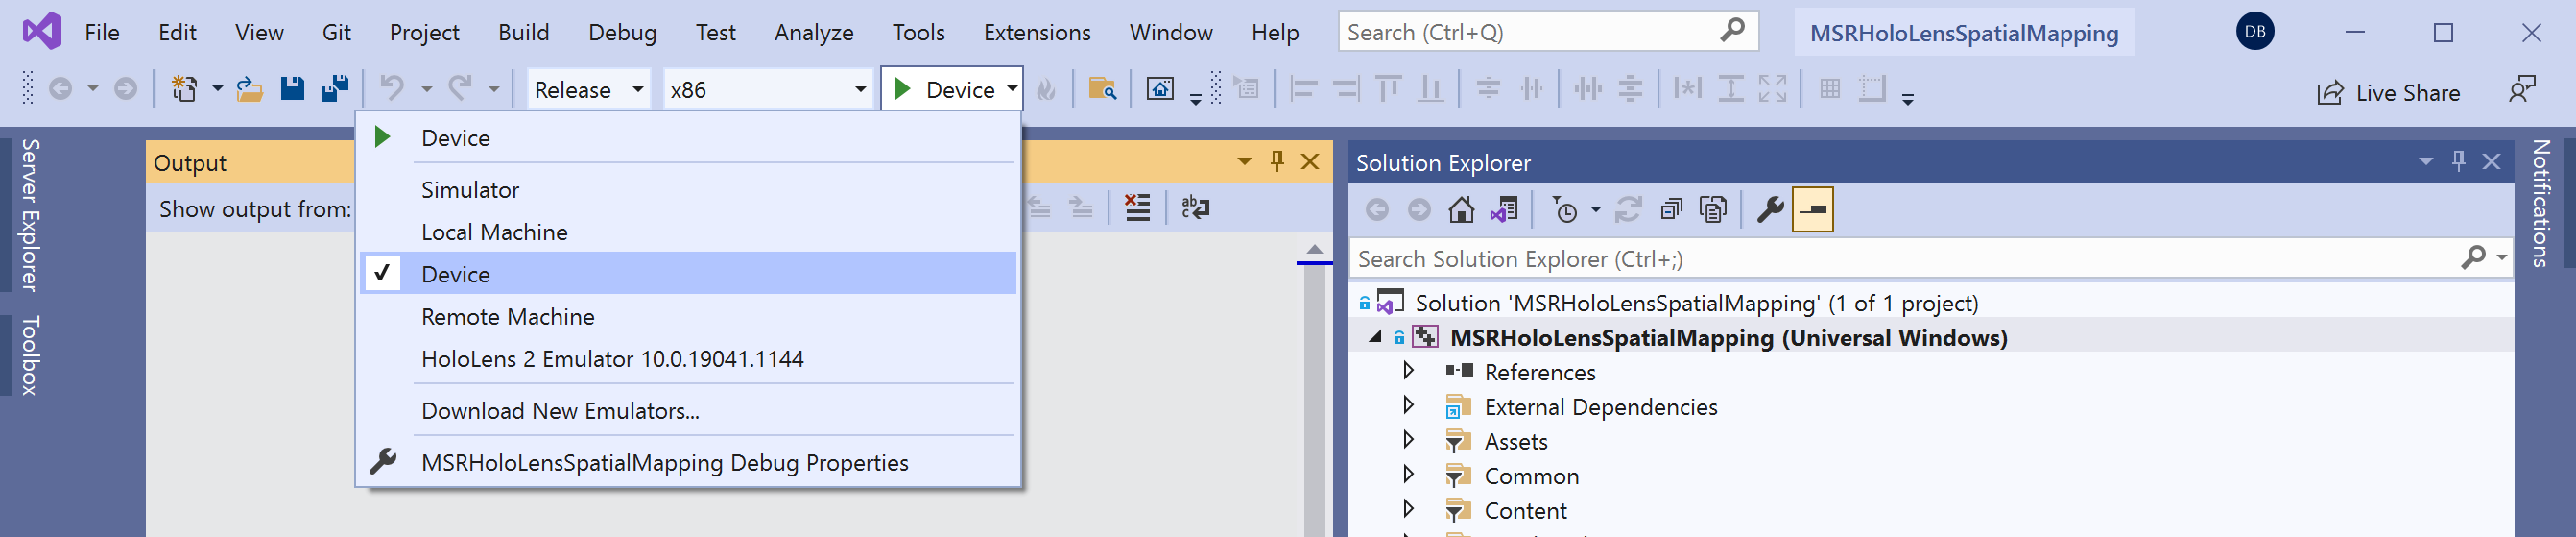 File Edit View Git Project Build Debug Test Analyze Tools Extensions Window Help Search (Ctrl+Q) MSRHoloLensSpatialMapping DB
Release x86 Device Live Share
Server Explorer
Toolbox
Output
Show output from:
Device
Simulator
Local Machine
Device
Remote Machine
HoloLens 2 Emulator 10.0.19041.1144
Download New Emulators...
MSRHoloLensSpatialMapping Debug Properties
Solution Explorer
Search Solution Explorer (Ctrl+;)
Solution 'MSRHoloLensSpatialMapping' (1 of 1 project)
MSRHoloLensSpatialMapping (Universal Windows)
References
External Dependencies
Assets
Common
Content
Notifications